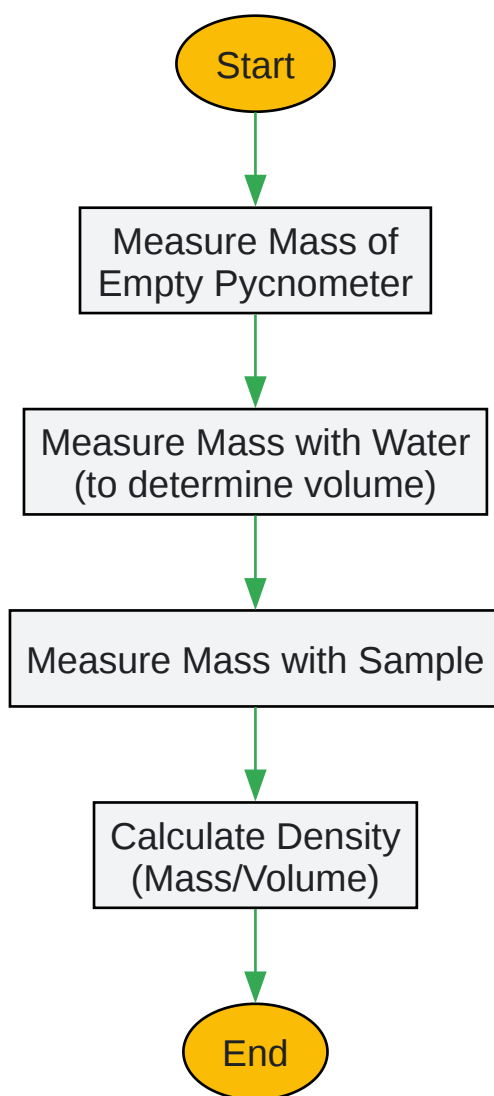 Start
Measure Mass of
Empty Pycnometer
Measure Mass with Water
(to determine volume)
Measure Mass with Sample
Calculate Density
(Mass/Volume)
End